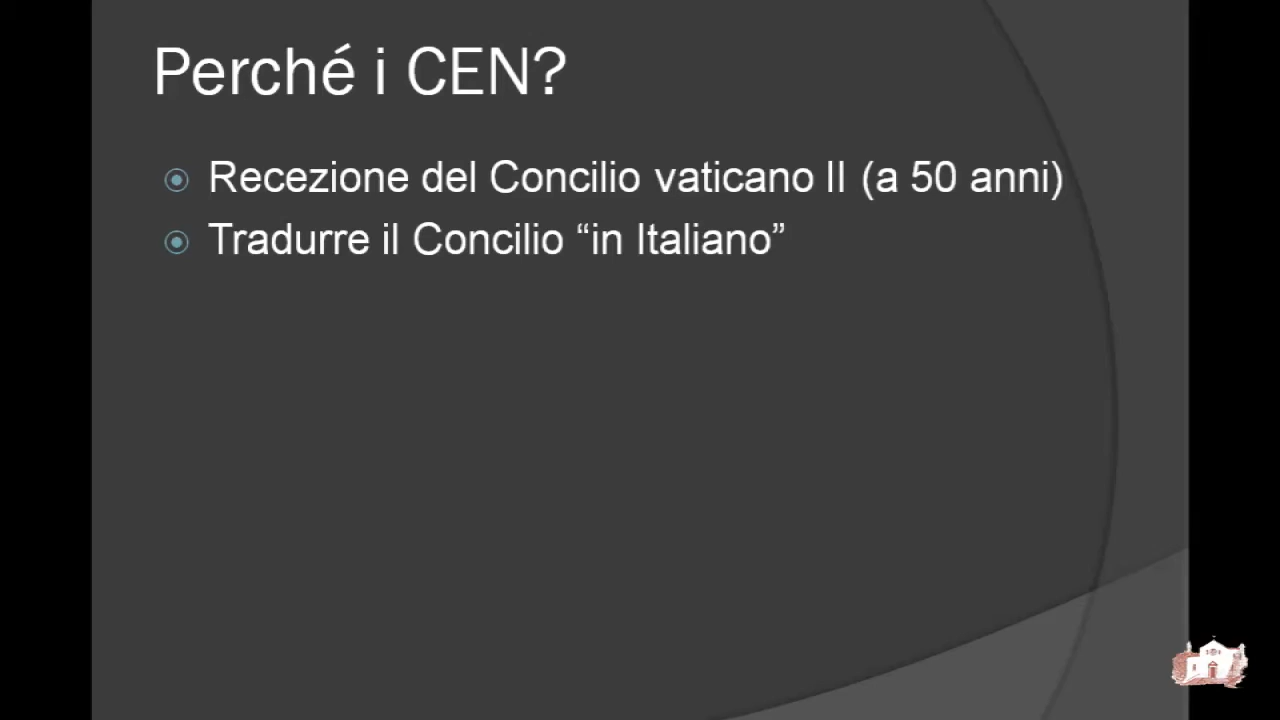 Perché i CEN?
Recezione del Concilio vaticano II (a 50 anni)
Tradurre il Concilio “in Italiano”